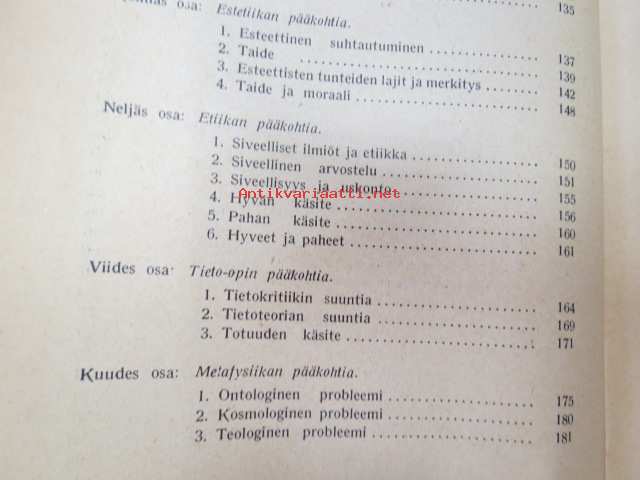 135
osa: Estetiikan pääkohtia.
1. Esteettinen suhtautuminen 137
2. Taide 139
3. Esteettisten tunteiden lajit ja merkitys 142
4. Taide ja moraali 148
Neljäs osa: Etiikan pääkohtia.
1. Siveelliset ilmiöt ja etiikka 150
2. Siveellinen arvostelu 151
3. Siveellisyys ja uskonto 155
Antikvariaatti.net
4. Hyvän käsite 156
5. Pahan käsite 160
6. Hyveet ja paheet 161
Viides osa: Tieto-opin pääkohtia.
1. Tietokritiikin suuntia 164
2. Tietoteorian suuntia 169
3. Totuuden käsite 171
Kuudes osa: Metafysiikan pääkohtia.
1. Ontologinen probleemi 175
2. Kosmologinen probleemi 180
3. Teologinen probleemi 181